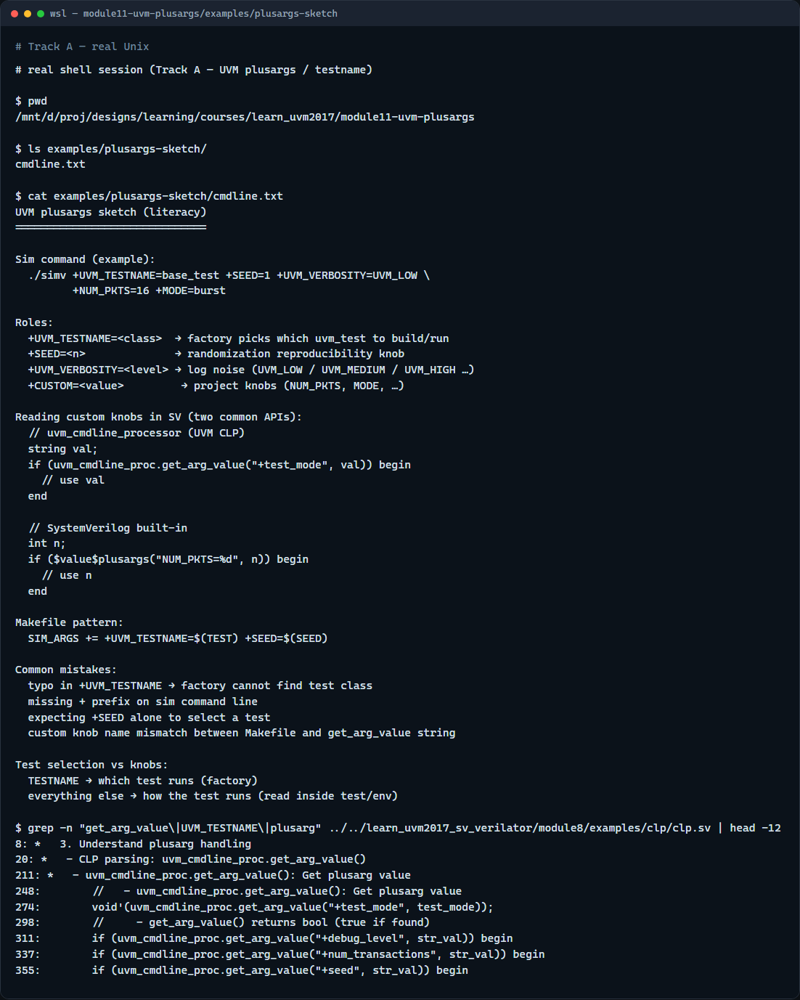 wsl — module11-uvm-plusargs/examples/plusargs-sketch
# Track A — real Unix
# real shell session (Track A — UVM plusargs / testname)
$ pwd
/mnt/d/proj/designs/learning/courses/learn_uvm2017/module11-uvm-plusargs
$ ls examples/plusargs-sketch/
cmdline.txt
$ cat examples/plusargs-sketch/cmdline.txt
UVM plusargs sketch (literacy)
==============================
Sim command (example):
  ./simv +UVM_TESTNAME=base_test +SEED=1 +UVM_VERBOSITY=UVM_LOW \
         +NUM_PKTS=16 +MODE=burst
Roles:
  +UVM_TESTNAME=<class>  → factory picks which uvm_test to build/run
  +SEED=<n>              → randomization reproducibility knob
  +UVM_VERBOSITY=<level> → log noise (UVM_LOW / UVM_MEDIUM / UVM_HIGH …)
  +CUSTOM=<value>         → project knobs (NUM_PKTS, MODE, …)
Reading custom knobs in SV (two common APIs):
  // uvm_cmdline_processor (UVM CLP)
  string val;
  if (uvm_cmdline_proc.get_arg_value("+test_mode", val)) begin
    // use val
  end
  // SystemVerilog built-in
  int n;
  if ($value$plusargs("NUM_PKTS=%d", n)) begin
    // use n
  end
Makefile pattern:
  SIM_ARGS += +UVM_TESTNAME=$(TEST) +SEED=$(SEED)
Common mistakes:
  typo in +UVM_TESTNAME → factory cannot find test class
  missing + prefix on sim command line
  expecting +SEED alone to select a test
  custom knob name mismatch between Makefile and get_arg_value string
Test selection vs knobs:
  TESTNAME → which test runs (factory)
  everything else → how the test runs (read inside test/env)
$ grep -n "get_arg_value\|UVM_TESTNAME\|plusarg" ../../learn_uvm2017_sv_verilator/module8/examples/clp/clp.sv | head -12
8: *   3. Understand plusarg handling
20: *   - CLP parsing: uvm_cmdline_proc.get_arg_value()
211: *   - uvm_cmdline_proc.get_arg_value(): Get plusarg value
248:        //   - uvm_cmdline_proc.get_arg_value(): Get plusarg value
274:        void'(uvm_cmdline_proc.get_arg_value("+test_mode", test_mode));
298:        //     - get_arg_value() returns bool (true if found)
311:        if (uvm_cmdline_proc.get_arg_value("+debug_level", str_val)) begin
337:        if (uvm_cmdline_proc.get_arg_value("+num_transactions", str_val)) begin
355:        if (uvm_cmdline_proc.get_arg_value("+seed", str_val)) begin